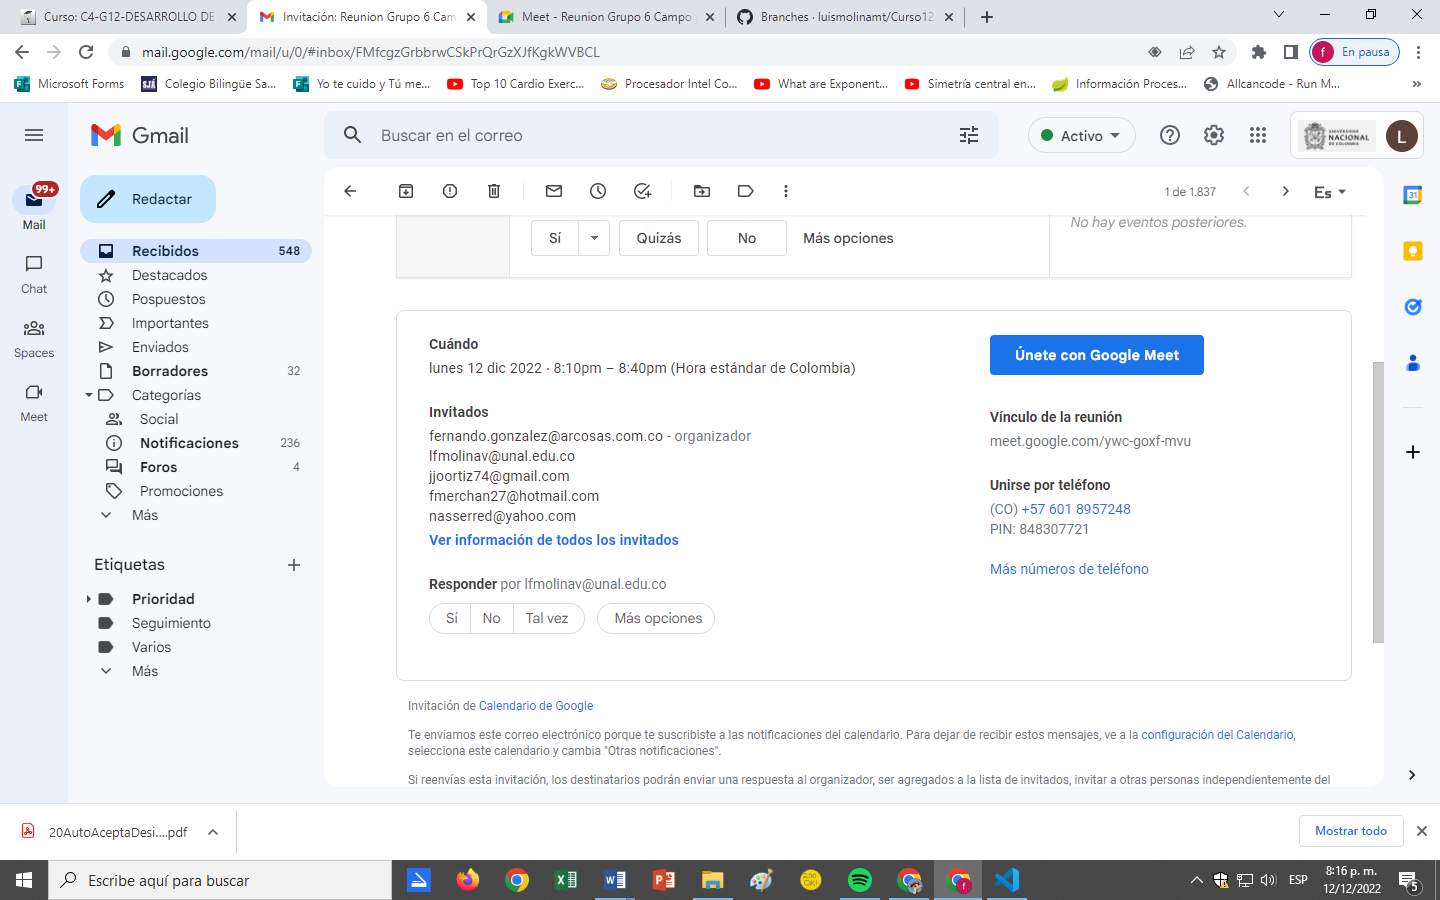 Curso: C4-G12-DESARROLLO DE
Invitación: Reunion Grupo 6 Cam
Meet - Reunion Grupo 6 Campo
Branches · luismolinamt/Curso12
mail.google.com/mail/u/0/#inbox/FMfcgzGrbbrwCSkPrQrGzXJfKgkWVBCL
f
En pausa
Microsoft Forms
SJÁ
Colegio Bilingüe Sa...
Yo te cuido y Tú me...
Top 10 Cardio Exerc...
Procesador Intel Co...
What are Exponent...
Simetría central en...
Información Proces...
Allcancode - Run M...
»
Gmail
Buscar en el correo
Activo
UNIVERSIDAD
NACIONAL
DE COLOMBIA
L
99+
Mail
Chat
Spaces
Meet
Redactar
Recibidos 548
Destacados
Pospuestos
Importantes
Enviados
Borradores 32
Categorías
Social
Notificaciones 236
Foros 4
Promociones
Más
Etiquetas
Prioridad
Seguimiento
Varios
Más
1 de 1.837
Es
31
Sí
Quizás
No
Más opciones
No hay eventos posteriores.
Cuándo
lunes 12 dic 2022 · 8:10pm – 8:40pm (Hora estándar de Colombia)
Invitados
fernando.gonzalez@arcosas.com.co - organizador
lfmolinav@unal.edu.co
jjoortiz74@gmail.com
fmerchan27@hotmail.com
nasserred@yahoo.com
Ver información de todos los invitados
Responder por lfmolinav@unal.edu.co
Sí
No
Tal vez
Más opciones
Únete con Google Meet
Vínculo de la reunión
meet.google.com/ywc-goxf-mvu
Unirse por teléfono
(CO) +57 601 8957248
PIN: 848307721
Más números de teléfono
Invitación de Calendario de Google
Te enviamos este correo electrónico porque te suscribiste a las notificaciones del calendario. Para dejar de recibir estos mensajes, ve a la configuración del Calendario,
selecciona este calendario y cambia "Otras notificaciones".
Si reenvías esta invitación, los destinatarios podrán enviar una respuesta al organizador, ser agregados a la lista de invitados, invitar a otras personas independientemente del
20AutoAceptaDesi....pdf
Mostrar todo
Escribe aquí para buscar
ESP
8:16 p. m.
12/12/2022
5